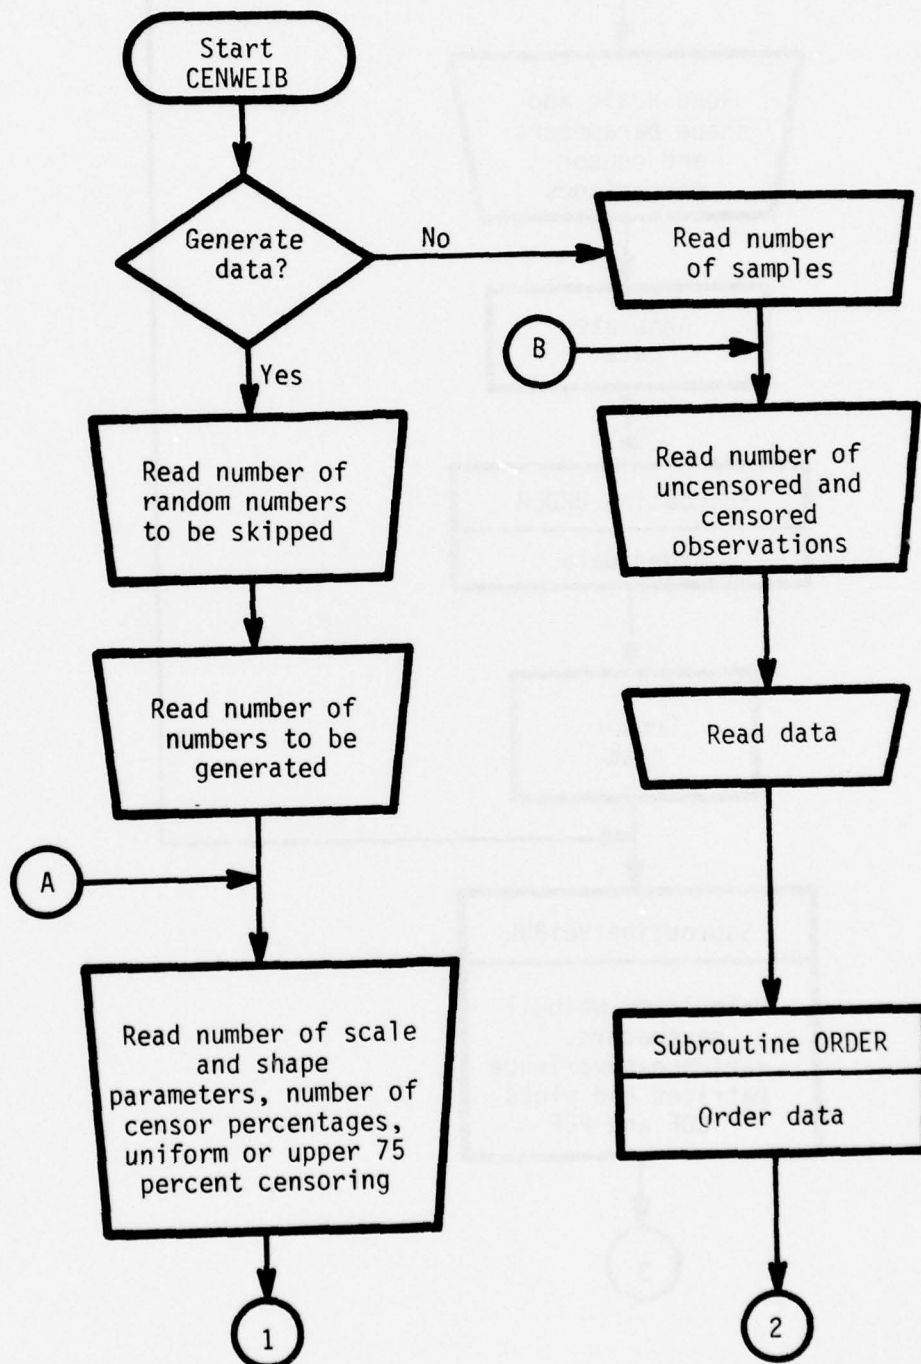 Start
CENWEIB
Generate
data?
No
Yes
Read number
of samples
B
Read number of
random numbers
to be skipped
Read number of
uncensored and
censored
observations
Read number of
numbers to be
generated
Read data
A
Read number of scale
and shape
parameters, number of
censor percentages,
uniform or upper 75
percent censoring
Subroutine ORDER
Order data
1
2